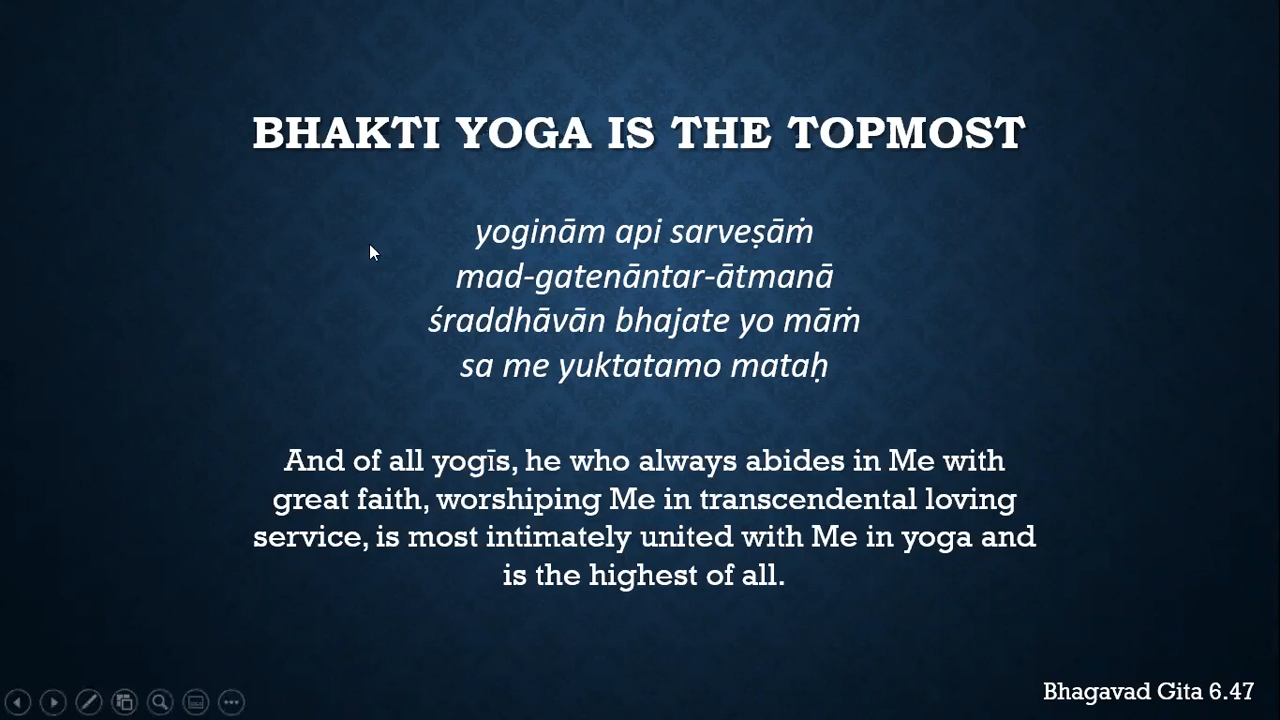 BHAKTI YOGA IS THE TOPMOST
yoginām api sarveṣāṁ
mad-gatenāntar-ātmanā
śraddhāvān bhajate yo māṁ
sa me yuktatamo mataḥ
And of all yogīs, he who always abides in Me with
great faith, worshiping Me in transcendental loving
service, is most intimately united with Me in yoga and
is the highest of all.
Bhagavad Gita 6.47